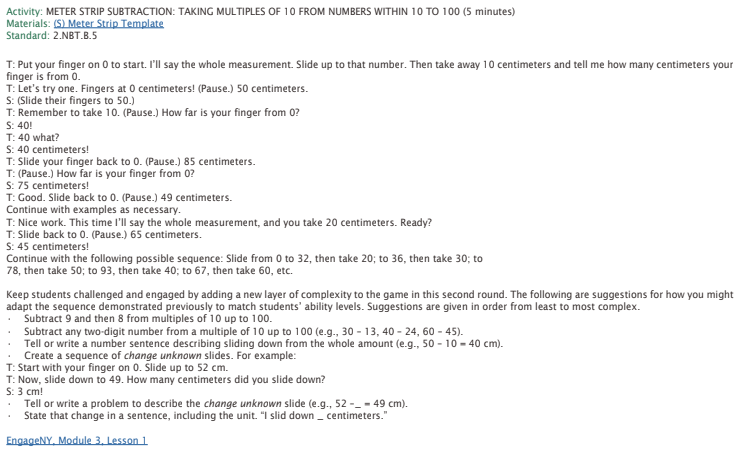 Activity: METER STRIP SUBTRACTION: TAKING MULTIPLES OF 10 FROM NUMBERS WITHIN 10 TO 100 (5 minutes)
Materials: (S) Meter Strip Template
Standard: 2.NBT.B.5
T: Put your finger on 0 to start. I'll say the whole measurement. Slide up to that number. Then take away 10 centimeters and tell me how many centimeters your
finger is from 0.
T: Let's try one. Fingers at 0 centimeters! (Pause.) 50 centimeters.
S: (Slide their fingers to 50.)
T: Remember to take 10. (Pause.) How far is your finger from 0?
S: 40!
T: 40 what?
S: 40 centimeters!
T: Slide your finger back to 0. (Pause.) 85 centimeters.
T: (Pause.) How far is your finger from 0?
S: 75 centimeters!
T: Good. Slide back to 0. (Pause.) 49 centimeters.
Continue with examples as necessary.
T: Nice work. This time I'll say the whole measurement, and you take 20 centimeters. Ready?
T: Slide back to 0. (Pause.) 65 centimeters.
S: 45 centimeters!
Continue with the following possible sequence: Slide from 0 to 32, then take 20; to 36, then take 30; to
78, then take 50; to 93, then take 40; to 67, then take 60, etc.
Keep students challenged and engaged by adding a new layer of complexity to the game in this second round. The following are suggestions for how you might
adapt the sequence demonstrated previously to match students' ability levels. Suggestions are given in order from least to most complex.
· Subtract 9 and then 8 from multiples of 10 up to 100.
· Subtract any two-digit number from a multiple of 10 up to 100 (e.g., 30 – 13, 40 – 24, 60 – 45).
· Tell or write a number sentence describing sliding down from the whole amount (e.g., 50 – 10 = 40 cm).
· Create a sequence of change unknown slides. For example:
T: Start with your finger on 0. Slide up to 52 cm.
T: Now, slide down to 49. How many centimeters did you slide down?
S: 3 cm!
· Tell or write a problem to describe the change unknown slide (e.g., 52 –_ = 49 cm).
· State that change in a sentence, including the unit. "I slid down _ centimeters."
EngageNY, Module 3, Lesson 1